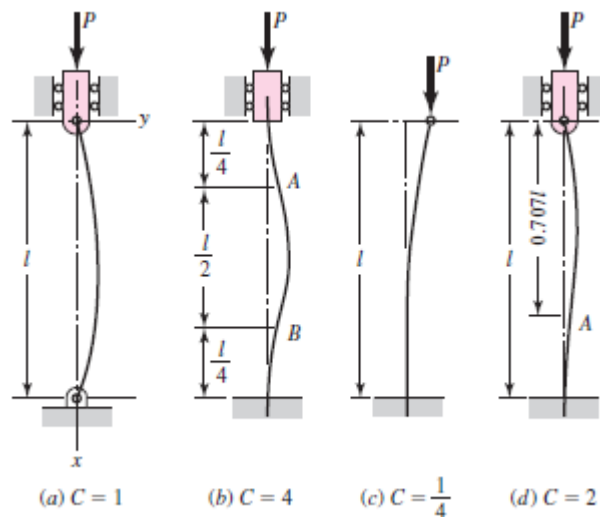 P
P
P
P
y
l/4
A
l
l/2
l
l
0.707l
l
A
B
l/4
x
(a) C = 1
(b) C = 4
(c) C = 1/4
(d) C = 2